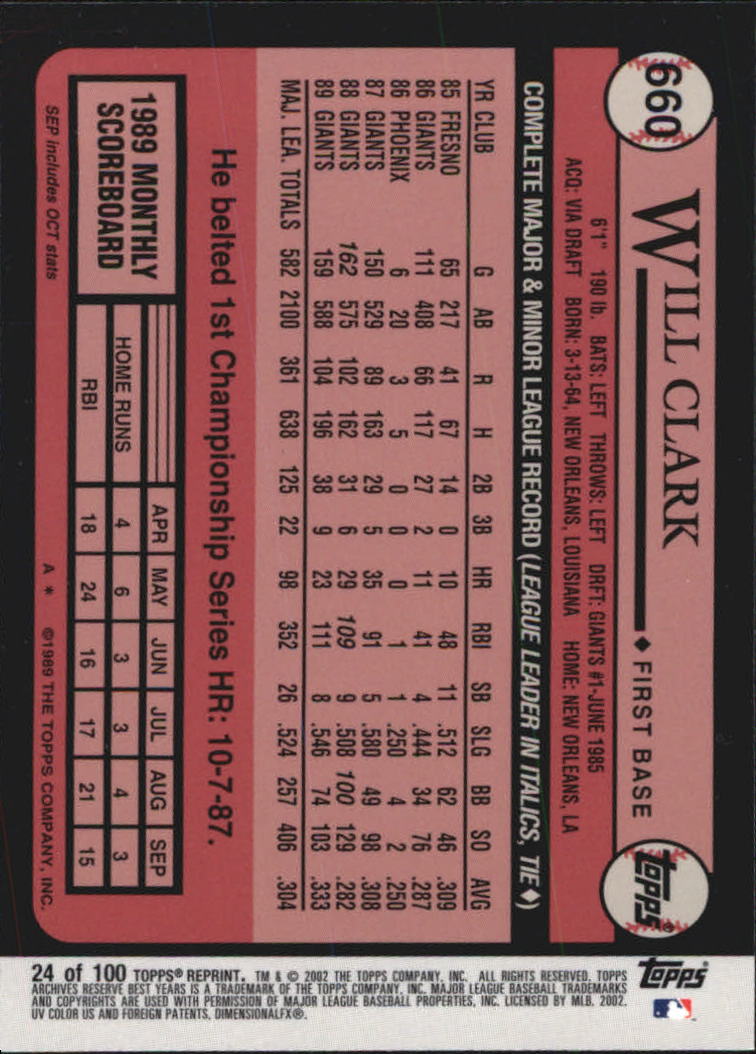 660
WILL CLARK
◆ FIRST BASE
Topps®
6'1" 190 lb. BATS: LEFT THROWS: LEFT DRFT: GIANTS #1-JUNE 1985
ACQ: VIA DRAFT BORN: 3-13-64, NEW ORLEANS, LOUISIANA HOME: NEW ORLEANS, LA
COMPLETE MAJOR & MINOR LEAGUE RECORD (LEAGUE LEADER IN ITALICS, TIE ◆)
YR CLUB G AB R H 2B 3B HR RBI SB SLG BB SO AVG
85 FRESNO 65 217 41 67 14 0 10 48 11 .512 62 46 .309
86 GIANTS 111 408 66 117 27 2 11 41 4 .444 34 76 .287
86 PHOENIX 6 20 3 5 0 0 0 1 1 .250 4 2 .250
87 GIANTS 150 529 89 163 29 5 35 91 5 .580 49 98 .308
88 GIANTS 162 575 102 162 31 6 29 109 9 .508 100 129 .282
89 GIANTS 159 588 104 196 38 9 23 111 8 .546 74 103 .333
MAJ. LEA. TOTALS 582 2100 361 638 125 22 98 352 26 .524 257 406 .304
He belted 1st Championship Series HR: 10-7-87.
1989 MONTHLY
SCOREBOARD
APR MAY JUN JUL AUG SEP
HOME RUNS 4 6 3 3 4 3
RBI 18 24 16 17 21 15
SEP includes OCT stats
A * ©1989 THE TOPPS COMPANY, INC.
24 of 100 TOPPS® REPRINT. TM & © 2002 THE TOPPS COMPANY, INC. ALL RIGHTS RESERVED. TOPPS
ARCHIVES RESERVE BEST YEARS IS A TRADEMARK OF THE TOPPS COMPANY, INC. MAJOR LEAGUE BASEBALL TRADEMARKS
AND COPYRIGHTS ARE USED WITH PERMISSION OF MAJOR LEAGUE BASEBALL PROPERTIES, INC. LICENSED BY MLB. 2002.
UV COLOR US AND FOREIGN PATENTS, DIMENSIONALFX®.
Topps®